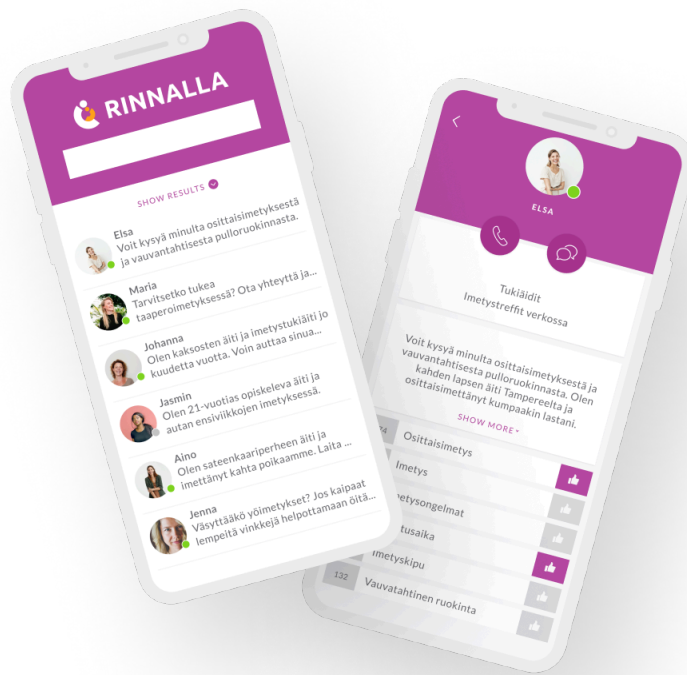 RINNALLA
SHOW RESULTS
Elsa
Voit kysyä minulta osittaisimetyksestä
ja vauvantahtisesta pulloruokinnasta.
Maria
Tarvitsetko tukea
taaperoimetyksessä? Ota yhteyttä ja...
Johanna
Olen kaksosten äiti ja imetystukiäiti jo
kuudetta vuotta. Voin auttaa sinua...
Jasmin
Olen 21-vuotias opiskeleva äiti ja
autan ensiviikkojen imetyksessä.
Aino
Olen sateenkaariperheen äiti ja
imettänyt kahta poikaamme. Laita ...
Jenna
Väsyttääkö yöimetykset? Jos kaipaat
lempeitä vinkkejä helpottamaan öitä...
ELSA
Tukiäidit
Imetystreffit verkossa
Voit kysyä minulta osittaisimetyksestä ja
vauvantahtisesta pulloruokinnasta. Olen
kahden lapsen äiti Tampereelta ja
osittaisimettänyt kumpaakin lastani.
SHOW MORE
74 Osittaisimetys
Imetys
etysongelmat
tusaika
Imetyskipu
132 Vauvatahtinen ruokinta